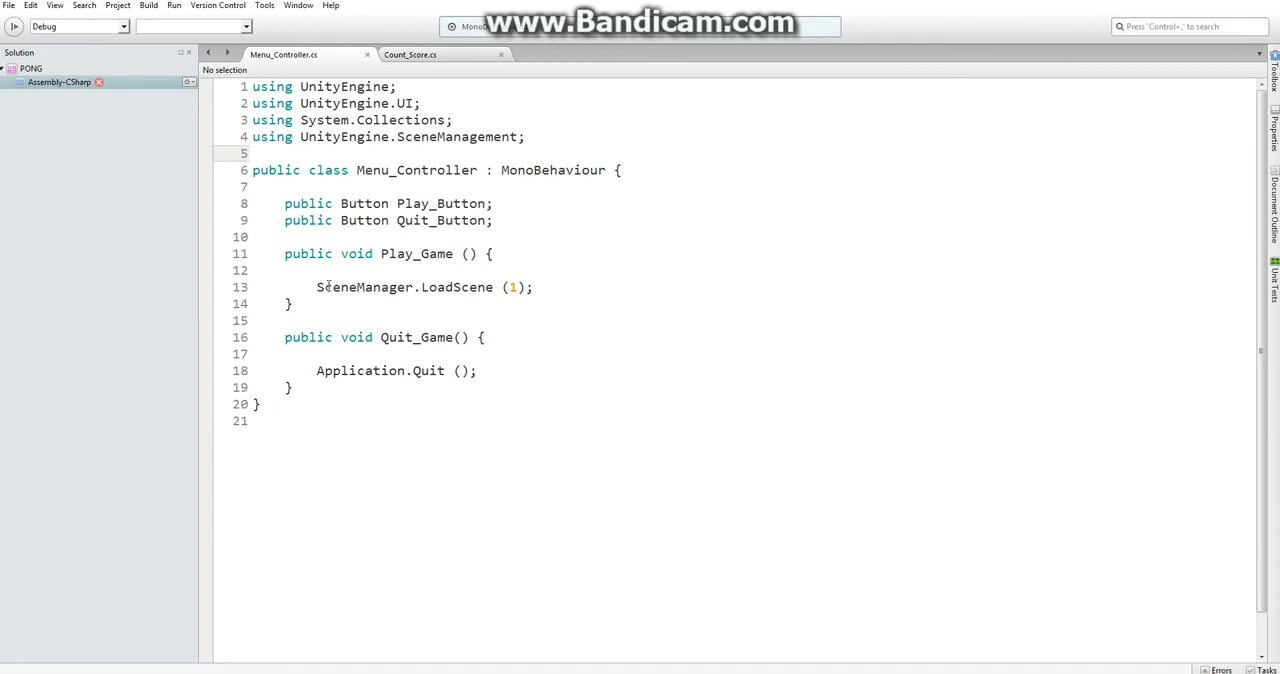 File Edit View Search Project Build Run Version Control Tools Window Help
www.Bandicam.com
Debug
Press 'Control+,' to search
Solution
Menu_Controller.cs
Count_Score.cs
PONG
No selection
Assembly-CSharp
1 using UnityEngine;
2 using UnityEngine.UI;
3 using System.Collections;
4 using UnityEngine.SceneManagement;
5
6 public class Menu_Controller : MonoBehaviour {
7
8 public Button Play_Button;
9 public Button Quit_Button;
10
11 public void Play_Game () {
12
13 SceneManager.LoadScene (1);
14 }
15
16 public void Quit_Game() {
17
18 Application.Quit ();
19 }
20 }
21
Toolbox
Properties
Document Outline
Unit Tests
Errors Tasks